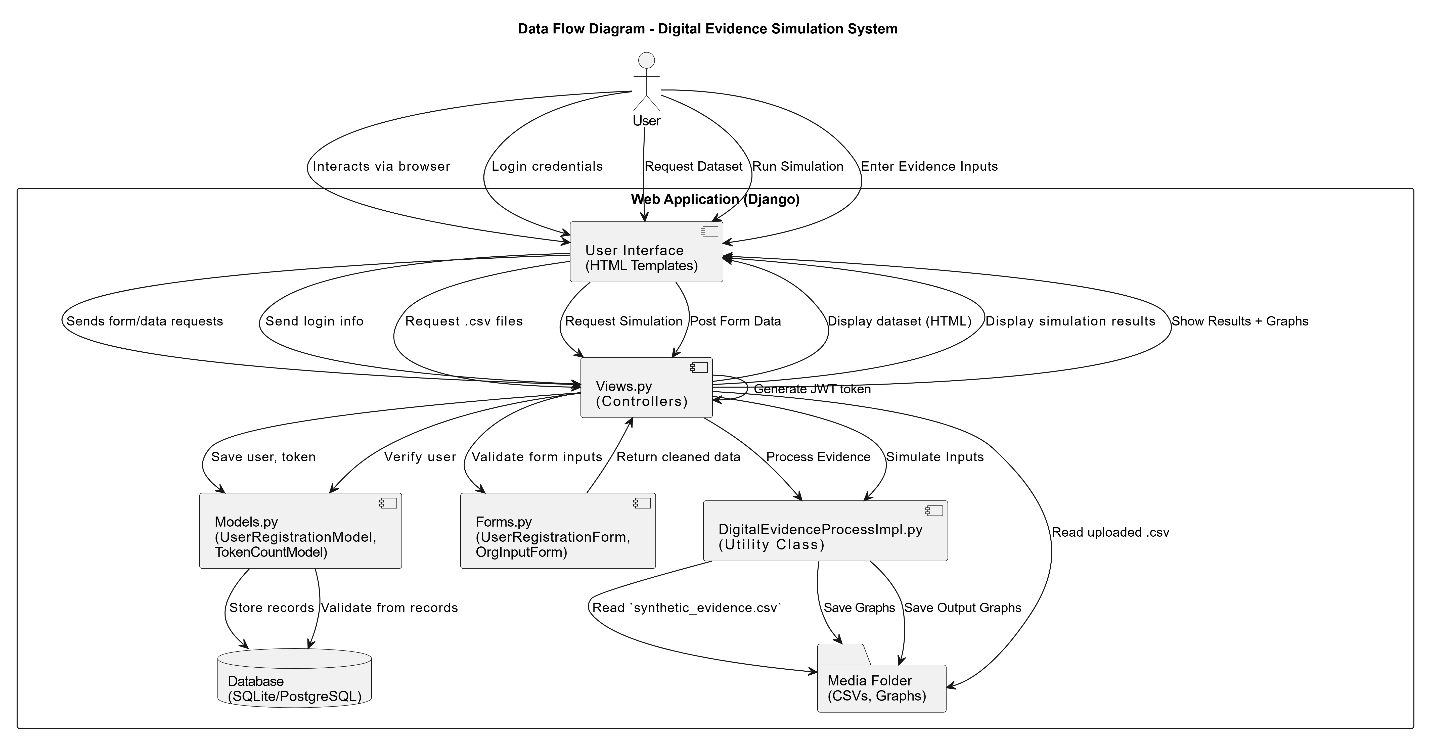 Data Flow Diagram - Digital Evidence Simulation System
User
Interacts via browser
Login credentials
Request Dataset
Run Simulation
Enter Evidence Inputs
Web Application (Django)
User Interface
(HTML Templates)
Sends form/data requests
Send login info
Request .csv files
Request Simulation
Post Form Data
Display dataset (HTML)
Display simulation results
Show Results + Graphs
Views.py
(Controllers)
Generate JWT token
Save user, token
Verify user
Validate form inputs
Return cleaned data
Process Evidence
Simulate Inputs
Read uploaded .csv
Models.py
(UserRegistrationModel,
TokenCountModel)
Forms.py
(UserRegistrationForm,
OrgInputForm)
DigitalEvidenceProcessImpl.py
(Utility Class)
Store records
Validate from records
Read `synthetic_evidence.csv`
Save Graphs
Save Output Graphs
Database
(SQLite/PostgreSQL)
Media Folder
(CSVs, Graphs)